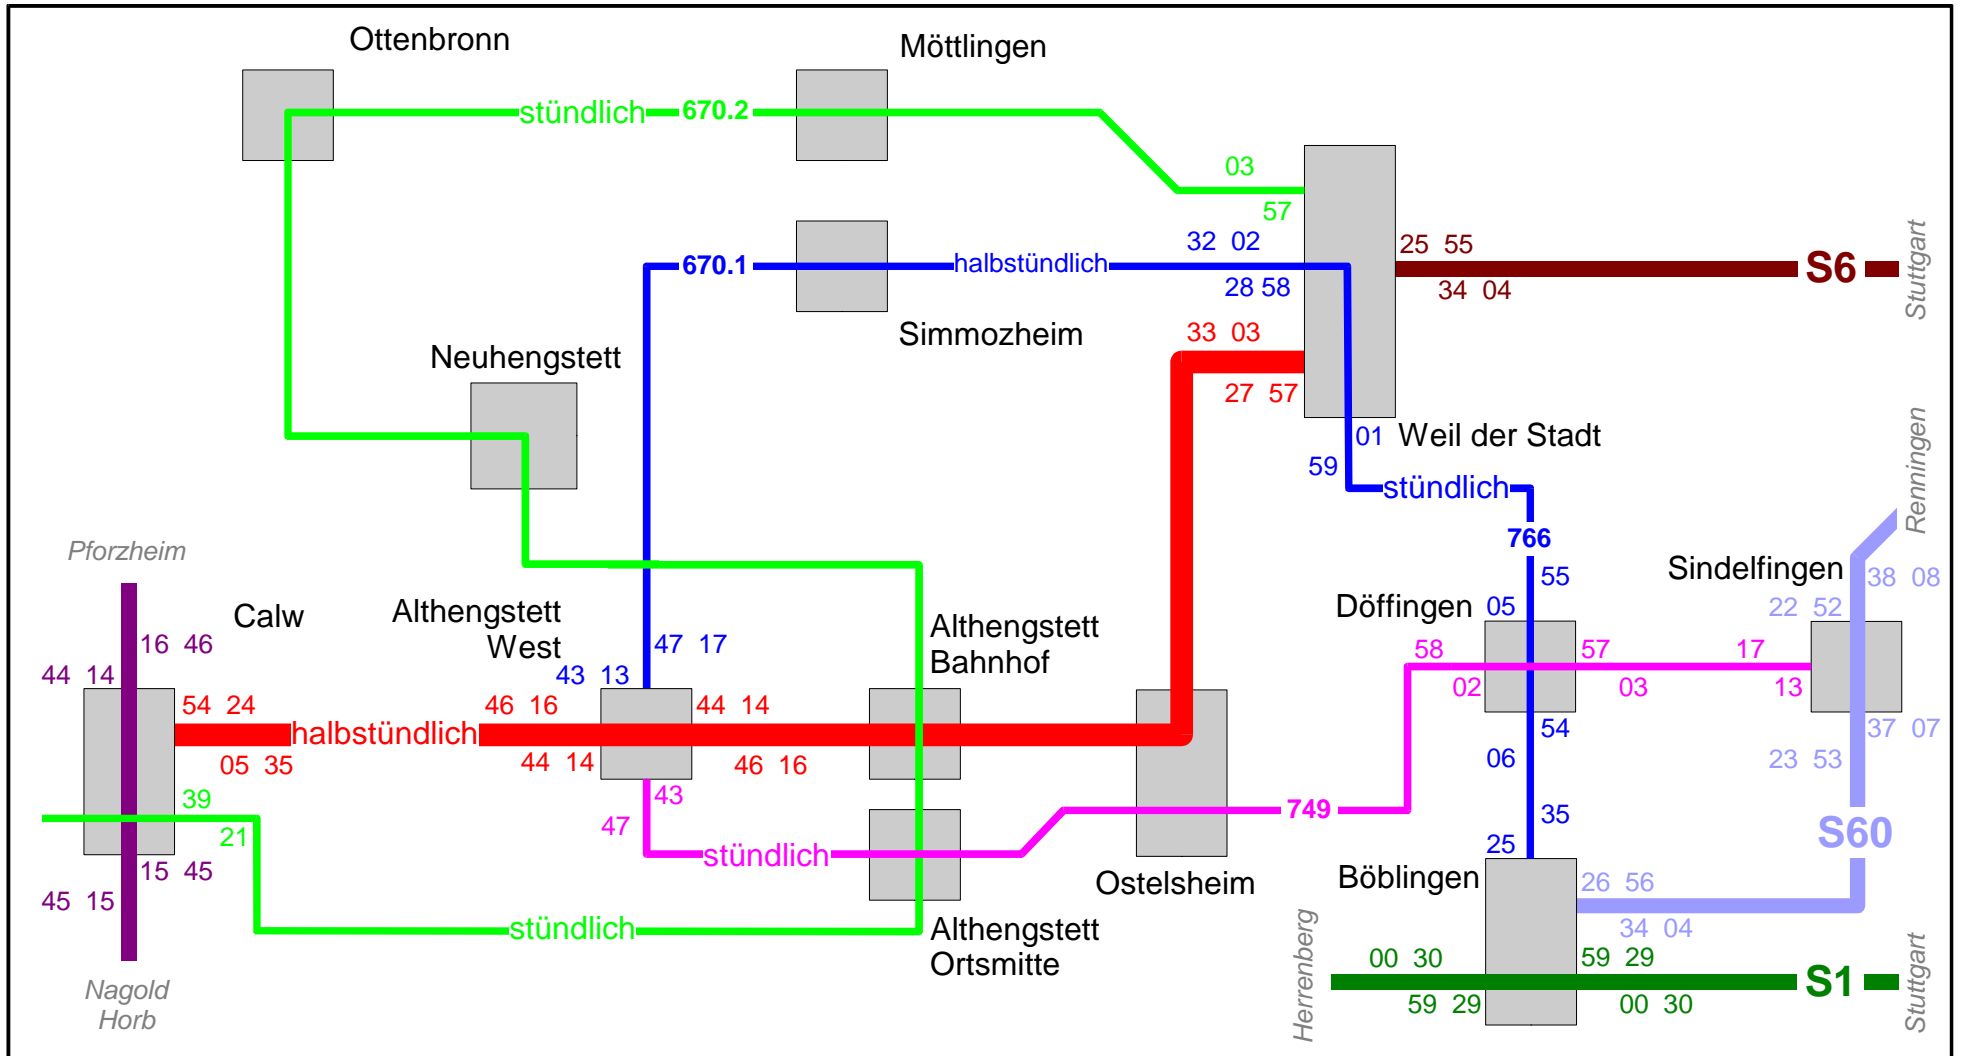 Ottenbronn
Möttlingen
stündlich 670.2
03
57
32 02
670.1 halbstündlich
28 58
25 55
S6
34 04
Stuttgart
Simmozheim
33 03
27 57
Neuhengstett
01 Weil der Stadt
59
stündlich
Renningen
766
Pforzheim
55
Sindelfingen
38 08
Calw
Althengstett
West
Althengstett
Bahnhof
Döffingen 05
22 52
16 46
44 14
43 13
47 17
58
57
17
02
03
13
54 24
46 16
44 14
halbstündlich
05 35
44 14
46 16
54
37 07
06
23 53
39
21
43
47
749
35
S60
25
stündlich
15 45
45 15
Ostelsheim
Böblingen
26 56
34 04
stündlich
Althengstett
Ortsmitte
Herrenberg
00 30
59 29
59 29
S1
00 30
Stuttgart
Nagold
Horb